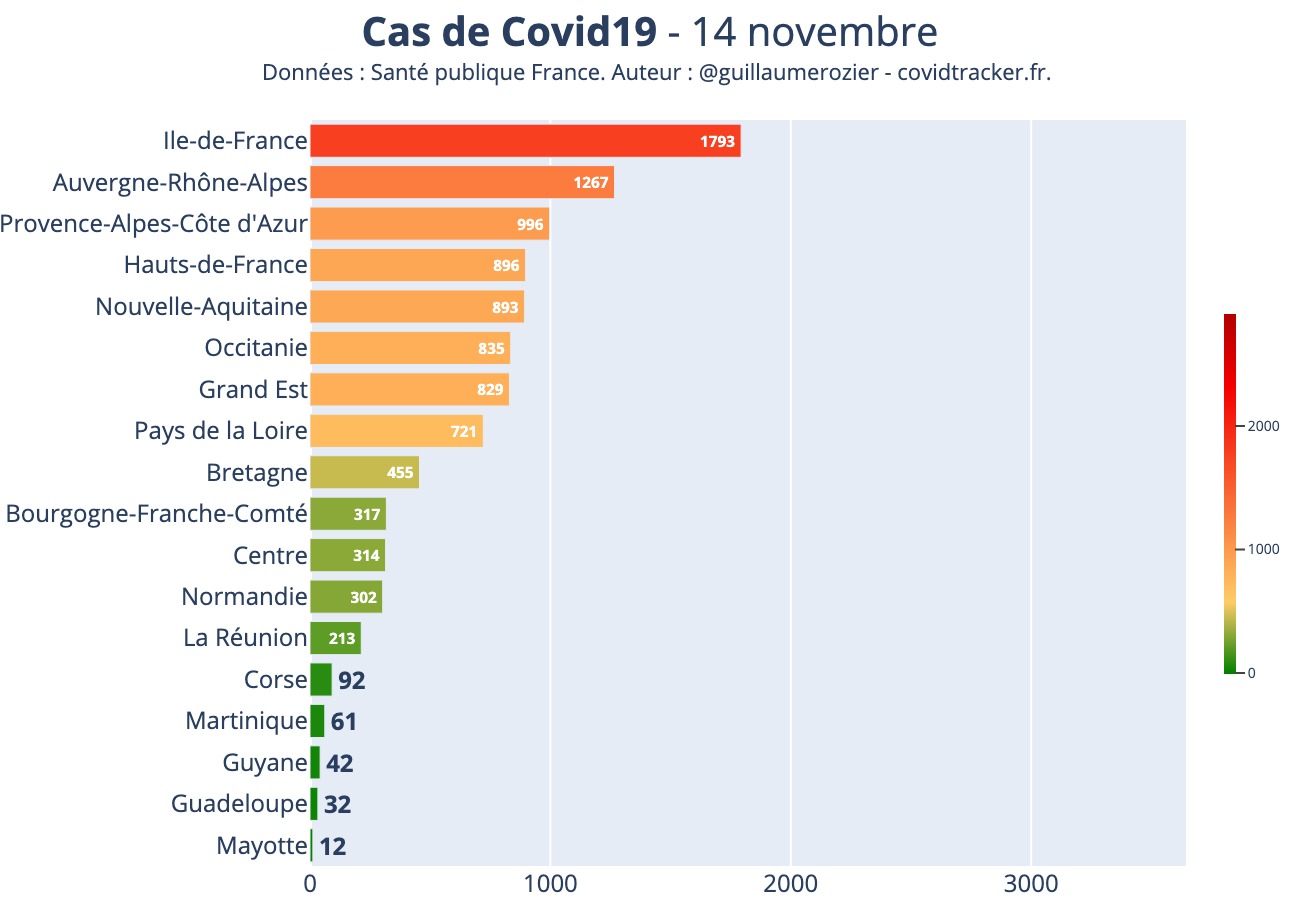 Cas de Covid19 - 14 novembre
Données : Santé publique France. Auteur : @guillaumerozier - covidtracker.fr.
Ile-de-France 1793
Auvergne-Rhône-Alpes 1267
Provence-Alpes-Côte d'Azur 996
Hauts-de-France 896
Nouvelle-Aquitaine 893
Occitanie 835
Grand Est 829
Pays de la Loire 721
Bretagne 455
Bourgogne-Franche-Comté 317
Centre 314
Normandie 302
La Réunion 213
Corse 92
Martinique 61
Guyane 42
Guadeloupe 32
Mayotte 12
0 1000 2000 3000
2000
1000
0